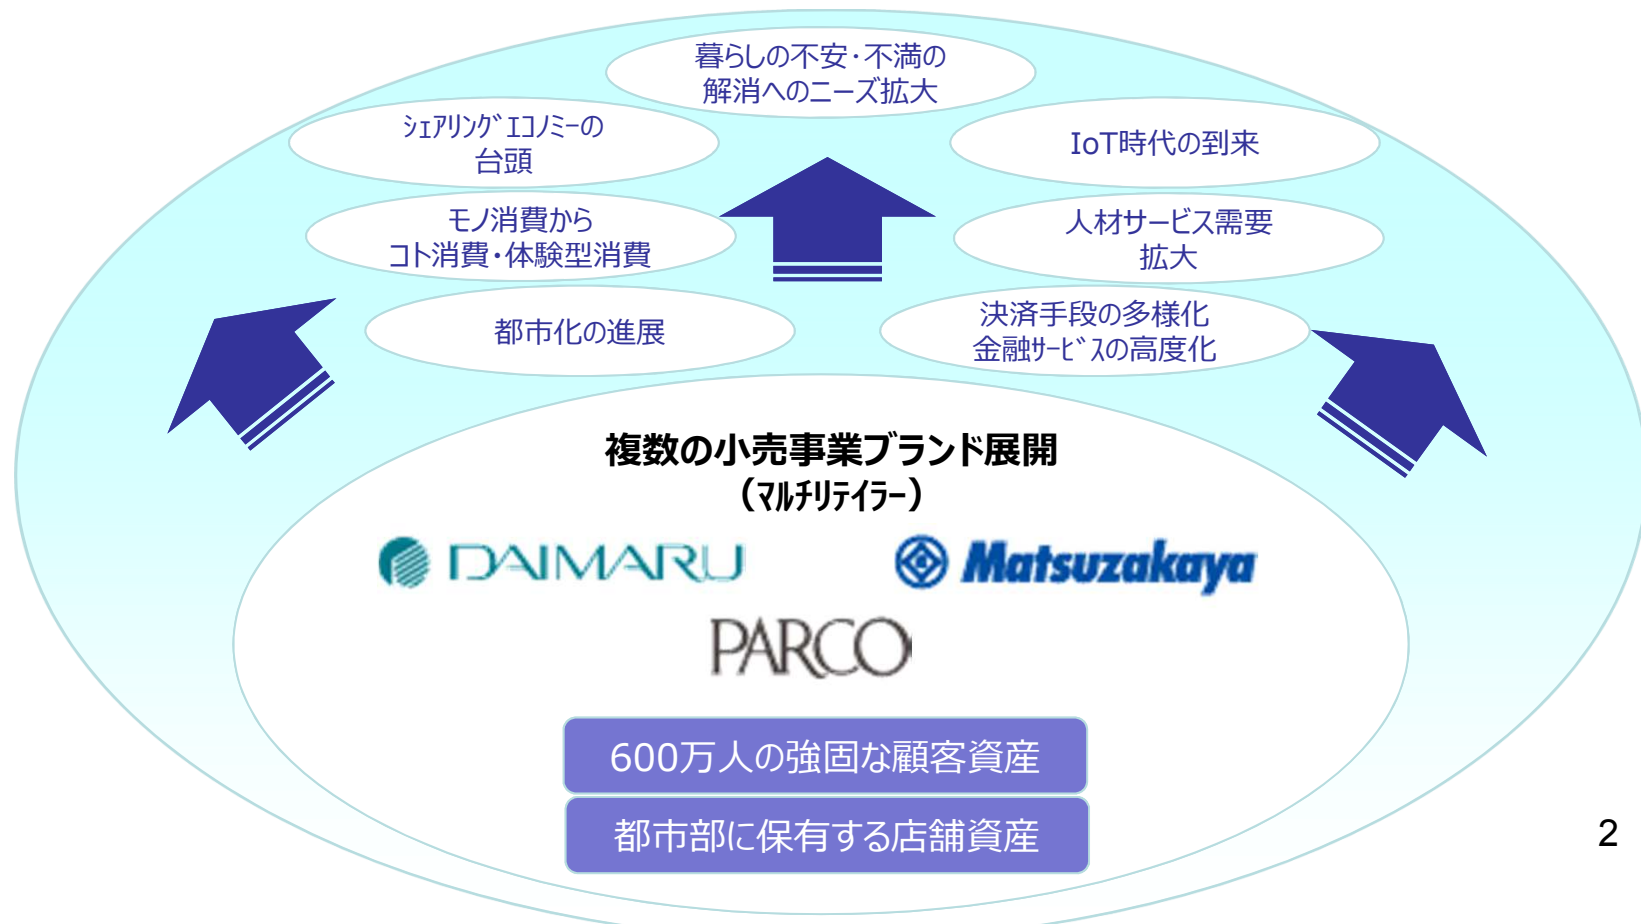 暮らしの不安・不満の
解消へのニーズ拡大
ｼｪｱﾘﾝｸﾞｴｺﾉﾐｰの
台頭
IoT時代の到来
モノ消費から
コト消費・体験型消費
人材サービス需要
拡大
都市化の進展
決済手段の多様化
金融ｻｰﾋﾞｽの高度化
複数の小売事業ブランド展開
（ﾏﾙﾁﾘﾃｲﾗｰ）
DAIMARU
Matsuzakaya
PARCO
600万人の強固な顧客資産
都市部に保有する店舗資産
2